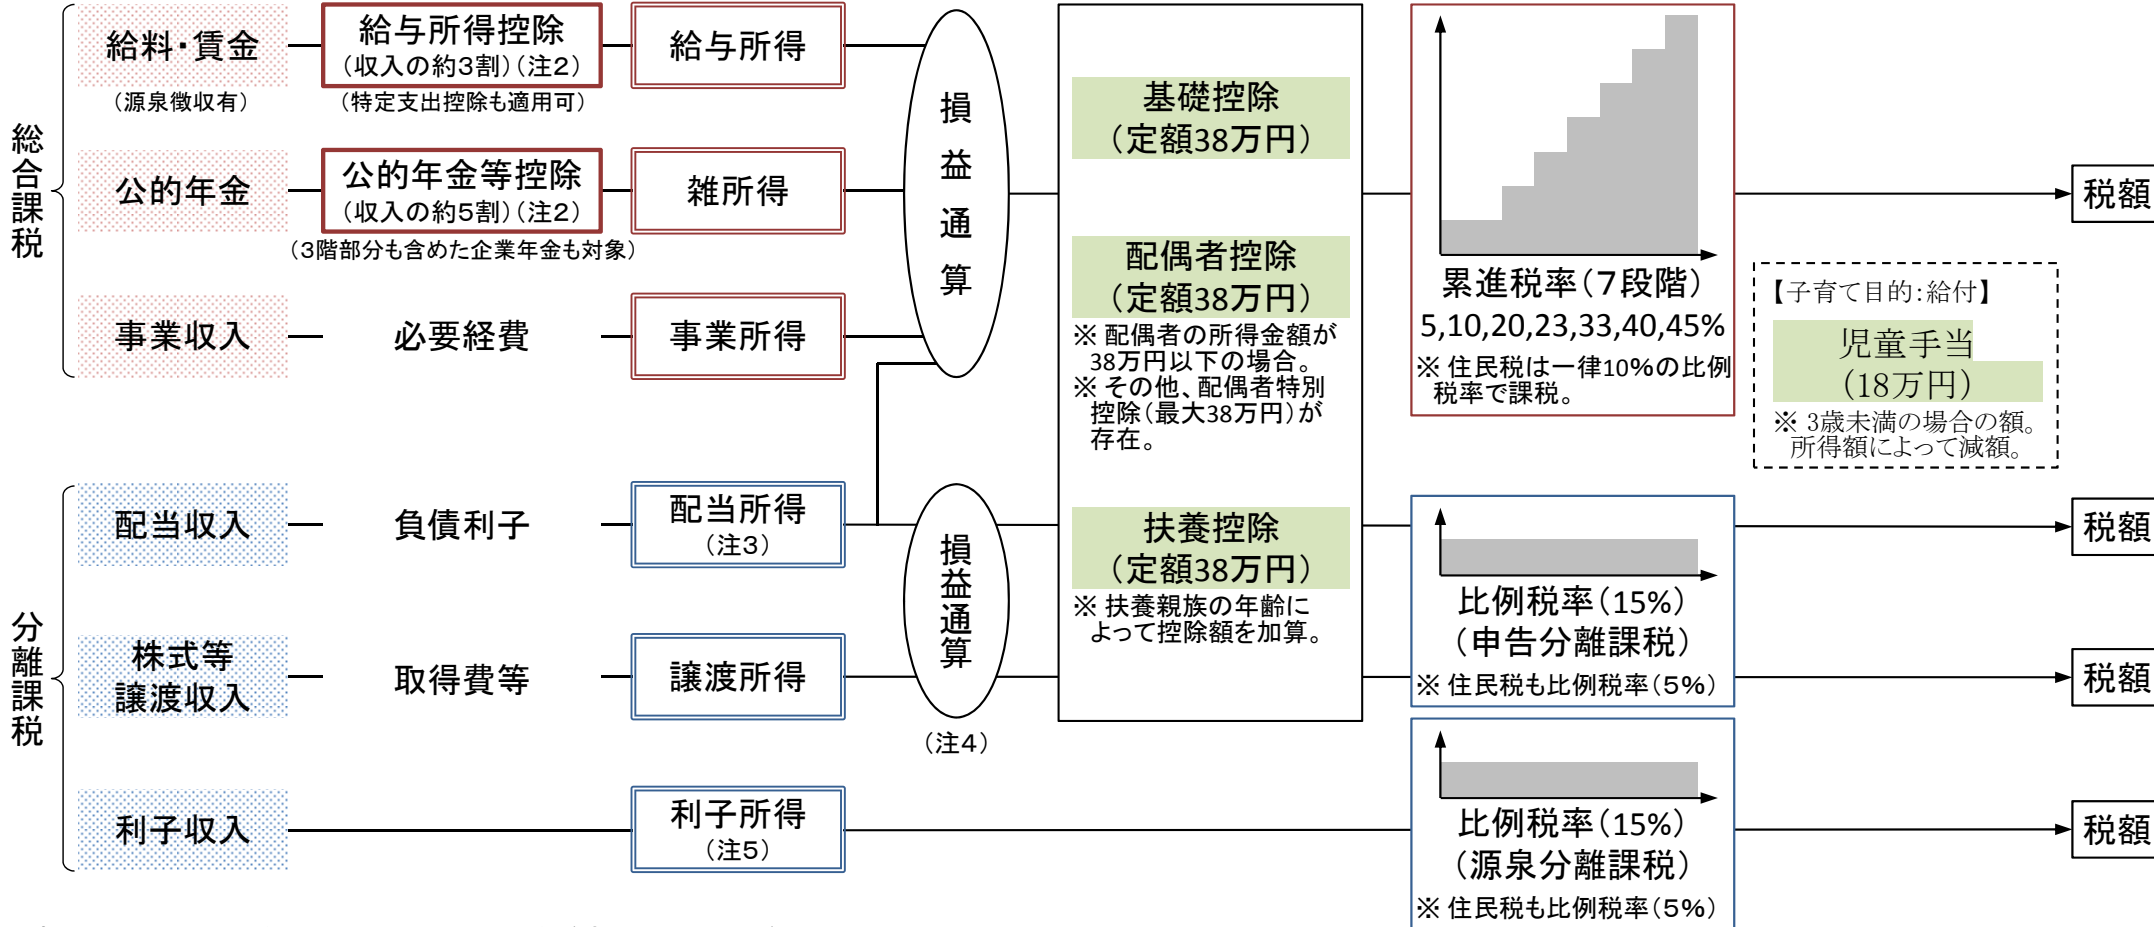 総合課税
給料・賃金
（源泉徴収有）
給与所得控除
（収入の約3割）（注2）
（特定支出控除も適用可）
給与所得
公的年金
公的年金等控除
（収入の約5割）（注2）
（3階部分も含めた企業年金も対象）
雑所得
事業収入
必要経費
事業所得
損益通算
分離課税
配当収入
負債利子
配当所得
（注3）
株式等
譲渡収入
取得費等
譲渡所得
損益通算
（注4）
利子収入
利子所得
（注5）
基礎控除
（定額38万円）
配偶者控除
（定額38万円）
※ 配偶者の所得金額が
38万円以下の場合。
※ その他、配偶者特別
控除（最大38万円）が
存在。
扶養控除
（定額38万円）
※ 扶養親族の年齢に
よって控除額を加算。
累進税率（７段階）
5,10,20,23,33,40,45%
※ 住民税は一律10％の比例
税率で課税。
税額
【子育て目的：給付】
児童手当
（18万円）
※ 3歳未満の場合の額。
所得額によって減額。
比例税率（15%）
（申告分離課税）
※ 住民税も比例税率（５％）
税額
税額
比例税率（15%）
（源泉分離課税）
※ 住民税も比例税率（５％）
税額